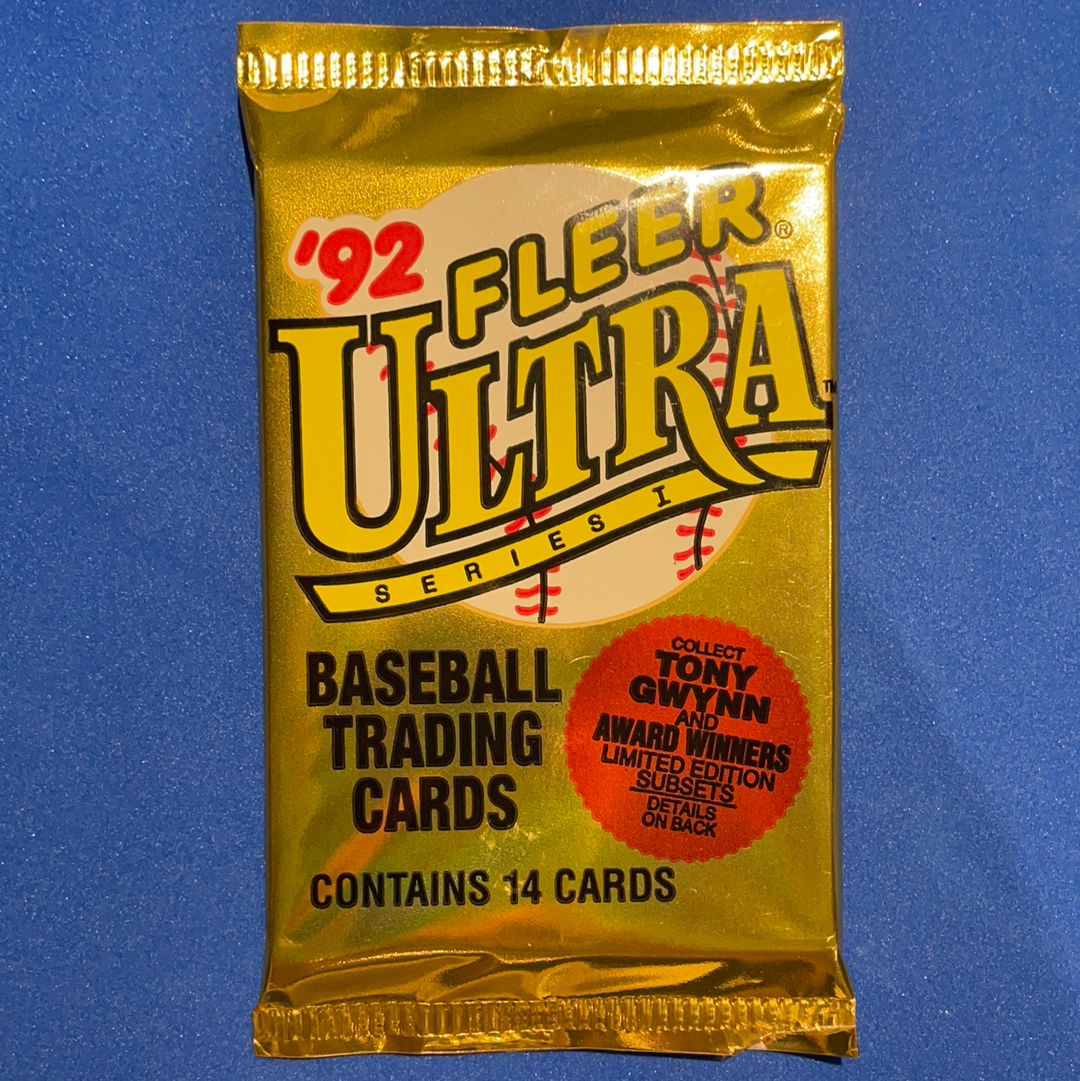 '92
FLEER®
ULTRA™
SERIES I
BASEBALL
TRADING
CARDS
COLLECT
TONY
GWYNN
AND
AWARD WINNERS
LIMITED EDITION
SUBSETS
DETAILS
ON BACK
CONTAINS 14 CARDS